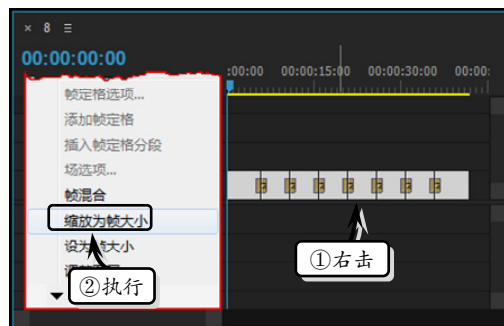 × 8 ≡
00:00:00:00
:00:00 00:00:15:00 00:00:30:00 00:00:
帧定格选项...
添加帧定格
插入帧定格分段
场选项...
帧混合
缩放为帧大小
设为帧大小
①右击
②执行